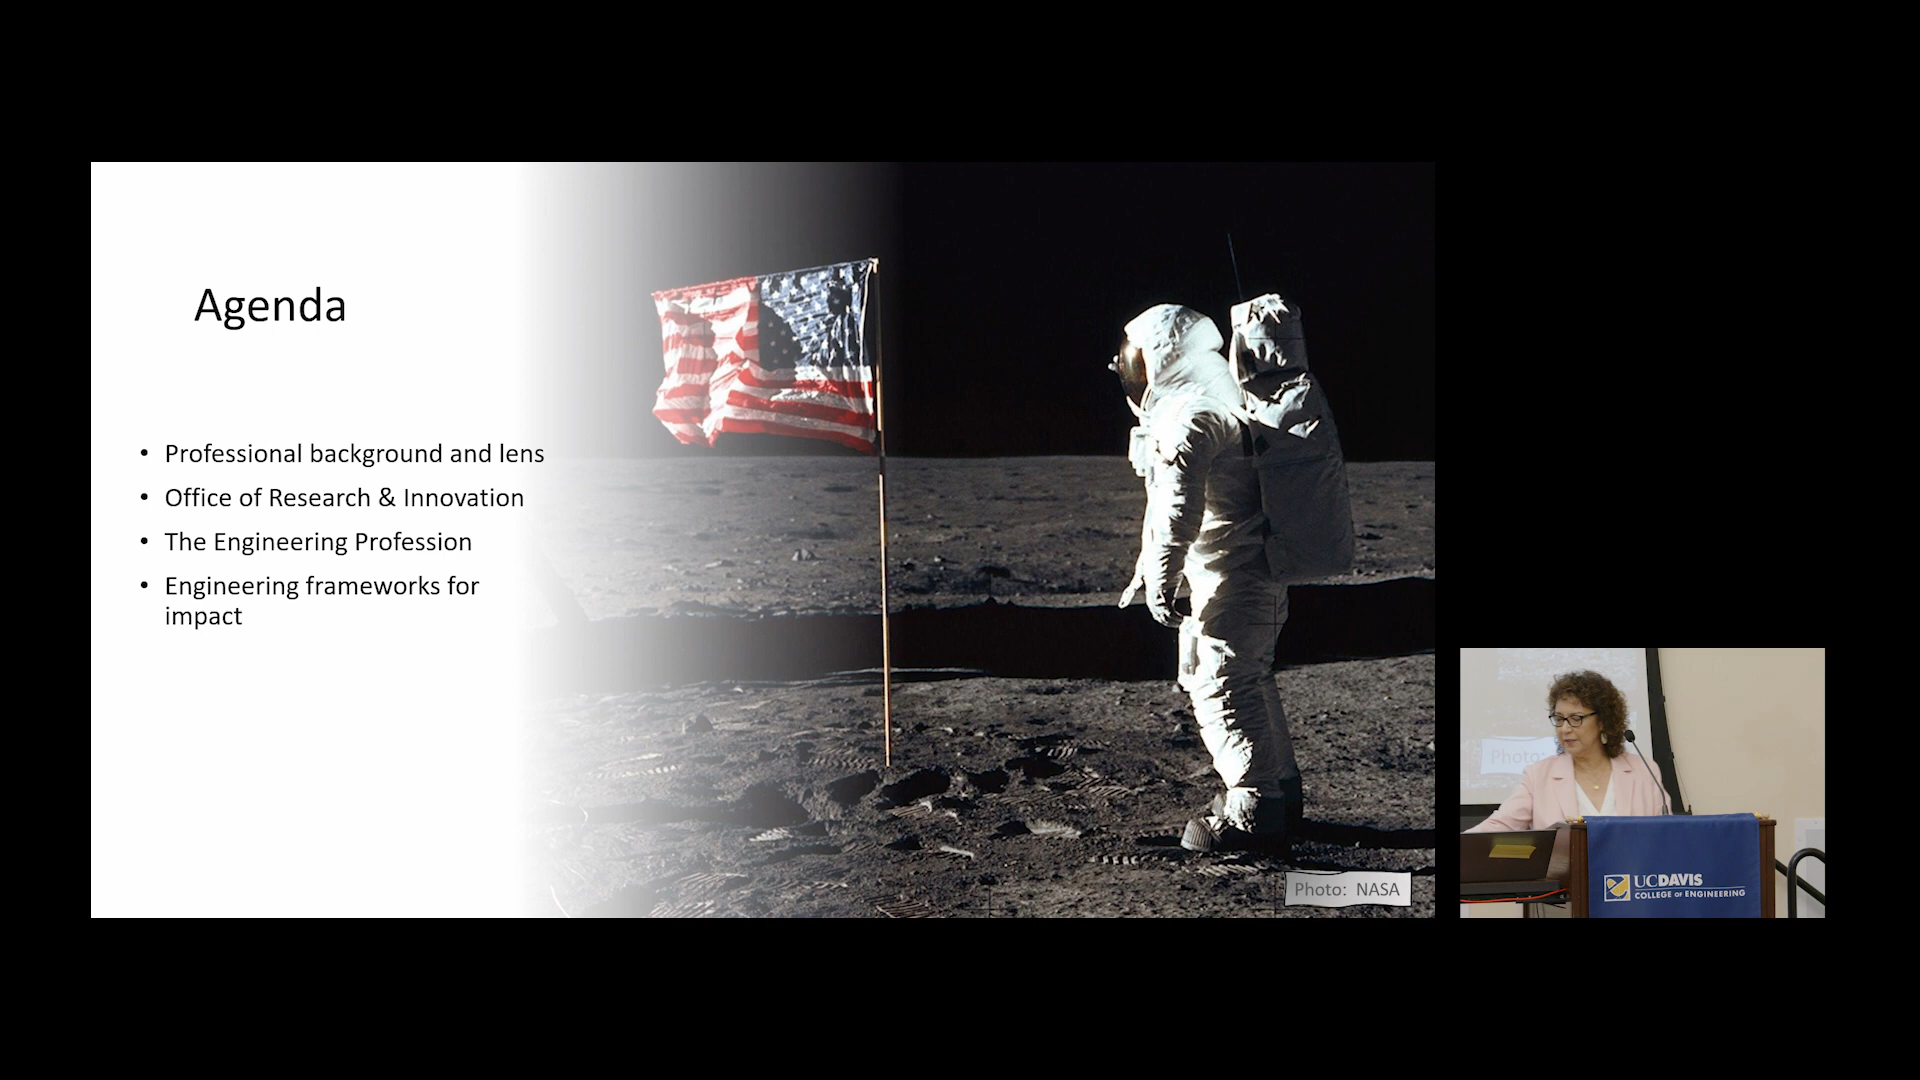 Agenda
• Professional background and lens
• Office of Research & Innovation
• The Engineering Profession
• Engineering frameworks for
impact
Photo: NASA
Photo:
UCDAVIS
COLLEGE OF ENGINEERING